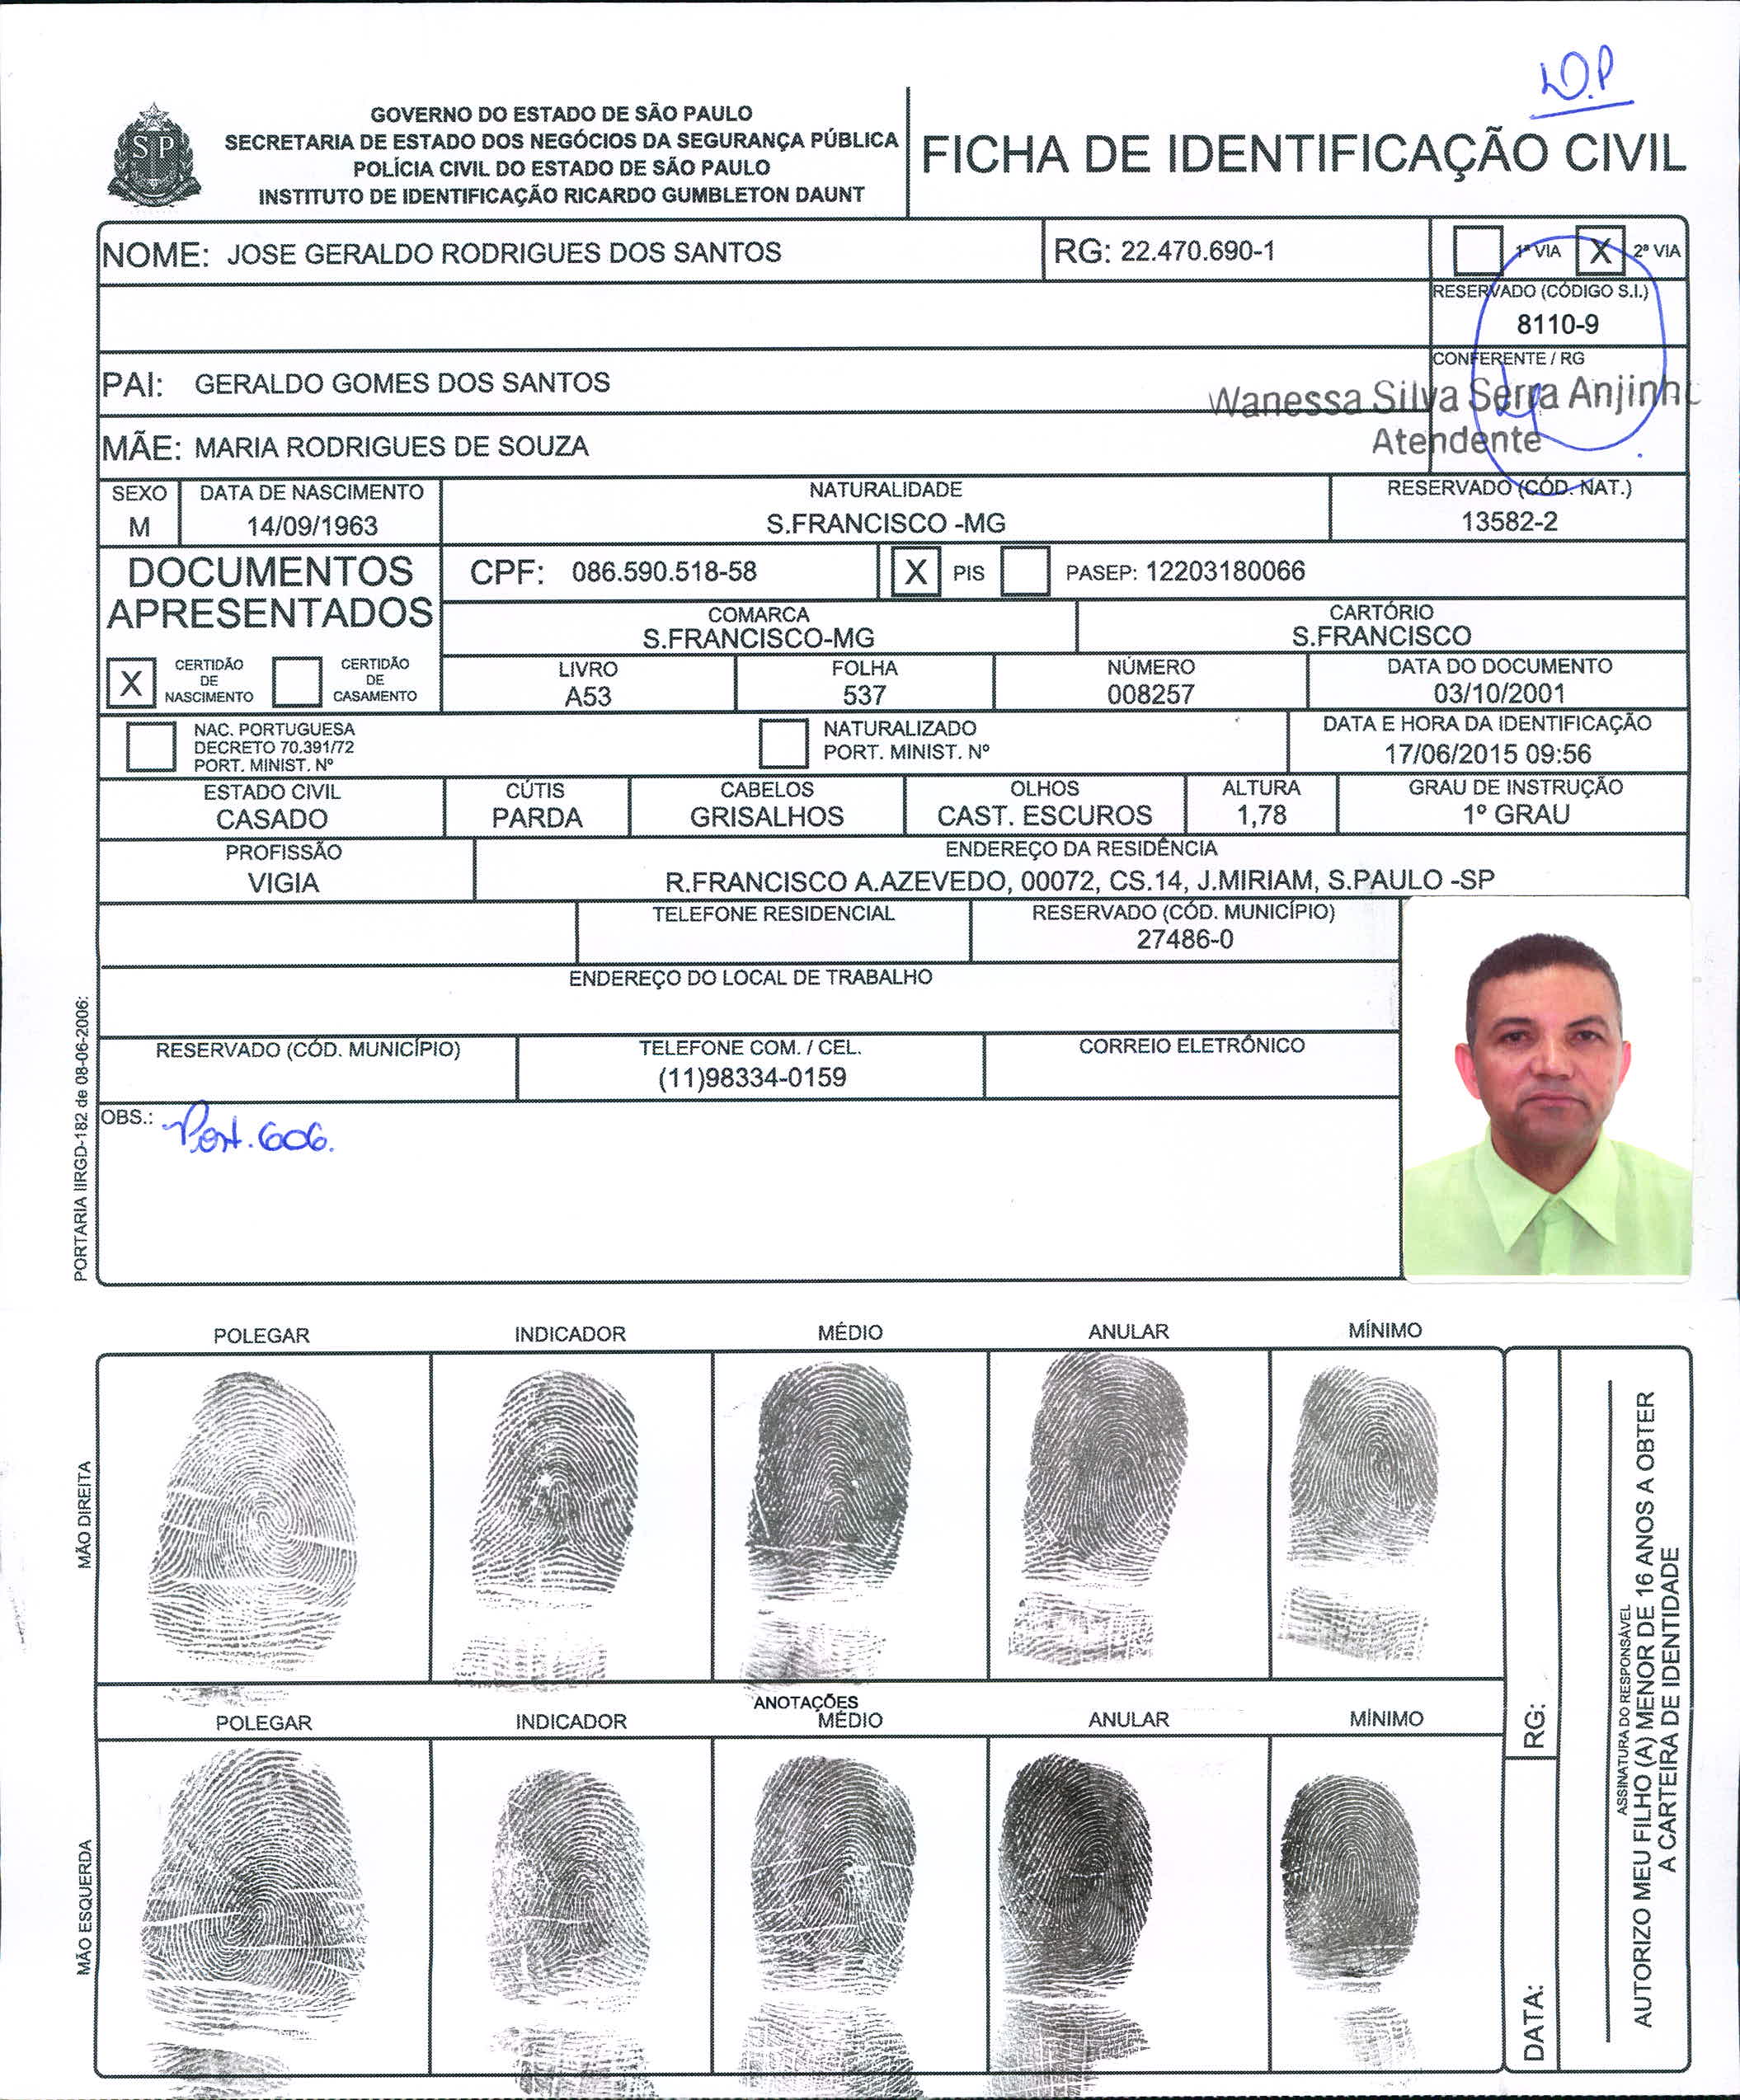 W.P
GOVERNO DO ESTADO DE SÃO PAULO
SECRETARIA DE ESTADO DOS NEGÓCIOS DA SEGURANÇA PÚBLICA
POLÍCIA CIVIL DO ESTADO DE SÃO PAULO
INSTITUTO DE IDENTIFICAÇÃO RICARDO GUMBLETON DAUNT
SP
FICHA DE IDENTIFICAÇÃO CIVIL
NOME: JOSE GERALDO RODRIGUES DOS SANTOS
RG: 22.470.690-1
1ª VIA X 2ª VIA
RESERVADO (CÓDIGO S.I.)
8110-9
PAI: GERALDO GOMES DOS SANTOS
CONFERENTE / RG
Wanessa Silva Serra Anjinho
Atendente
MÃE: MARIA RODRIGUES DE SOUZA
SEXO
M
DATA DE NASCIMENTO
14/09/1963
NATURALIDADE
S.FRANCISCO -MG
RESERVADO (CÓD. NAT.)
13582-2
DOCUMENTOS
APRESENTADOS
CPF: 086.590.518-58
X PIS
PASEP: 12203180066
COMARCA
S.FRANCISCO-MG
CARTÓRIO
S.FRANCISCO
X
CERTIDÃO
DE
NASCIMENTO
CERTIDÃO
DE
CASAMENTO
LIVRO
A53
FOLHA
537
NÚMERO
008257
DATA DO DOCUMENTO
03/10/2001
NAC. PORTUGUESA
DECRETO 70.391/72
PORT. MINIST. Nº
NATURALIZADO
PORT. MINIST. Nº
DATA E HORA DA IDENTIFICAÇÃO
17/06/2015 09:56
ESTADO CIVIL
CASADO
CÚTIS
PARDA
CABELOS
GRISALHOS
OLHOS
CAST. ESCUROS
ALTURA
1,78
GRAU DE INSTRUÇÃO
1º GRAU
PROFISSÃO
VIGIA
ENDEREÇO DA RESIDÊNCIA
R.FRANCISCO A.AZEVEDO, 00072, CS.14, J.MIRIAM, S.PAULO -SP
TELEFONE RESIDENCIAL
RESERVADO (CÓD. MUNICÍPIO)
27486-0
ENDEREÇO DO LOCAL DE TRABALHO
RESERVADO (CÓD. MUNICÍPIO)
TELEFONE COM. / CEL.
(11)98334-0159
CORREIO ELETRÔNICO
OBS.: Port. 606.
PORTARIA IIRGD-182 de 08-06-2006:
POLEGAR INDICADOR MÉDIO ANULAR MÍNIMO
MÃO DIREITA
ANOTAÇÕES
POLEGAR INDICADOR MÉDIO ANULAR MÍNIMO
MÃO ESQUERDA
RG:
DATA:
ASSINATURA DO RESPONSÁVEL
AUTORIZO MEU FILHO (A) MENOR DE 16 ANOS A OBTER
A CARTEIRA DE IDENTIDADE